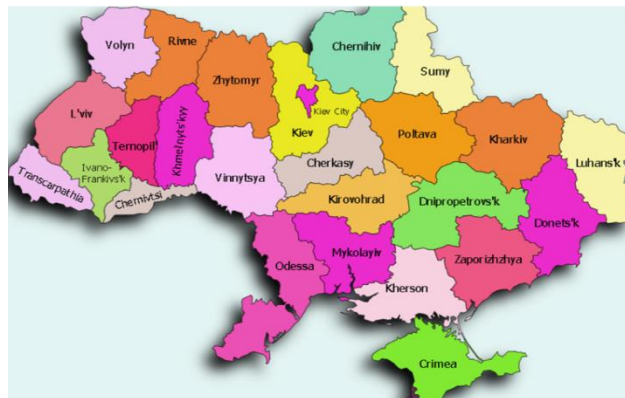 Chernihiv
Volyn
Rivne
Sumy
Zhytomyr
Kiev City
L'viv
Kiev
Poltava
Kharkiv
Ternopil'
Khmelnyts'kyy
Cherkasy
Luhans'k
Ivano-
Frankivs'k
Transcarpathia
Chernivtsi
Vinnytsya
Kirovohrad
Dnipropetrovs'k
Donets'k
Mykolayiv
Odessa
Zaporizhzhya
Kherson
Crimea